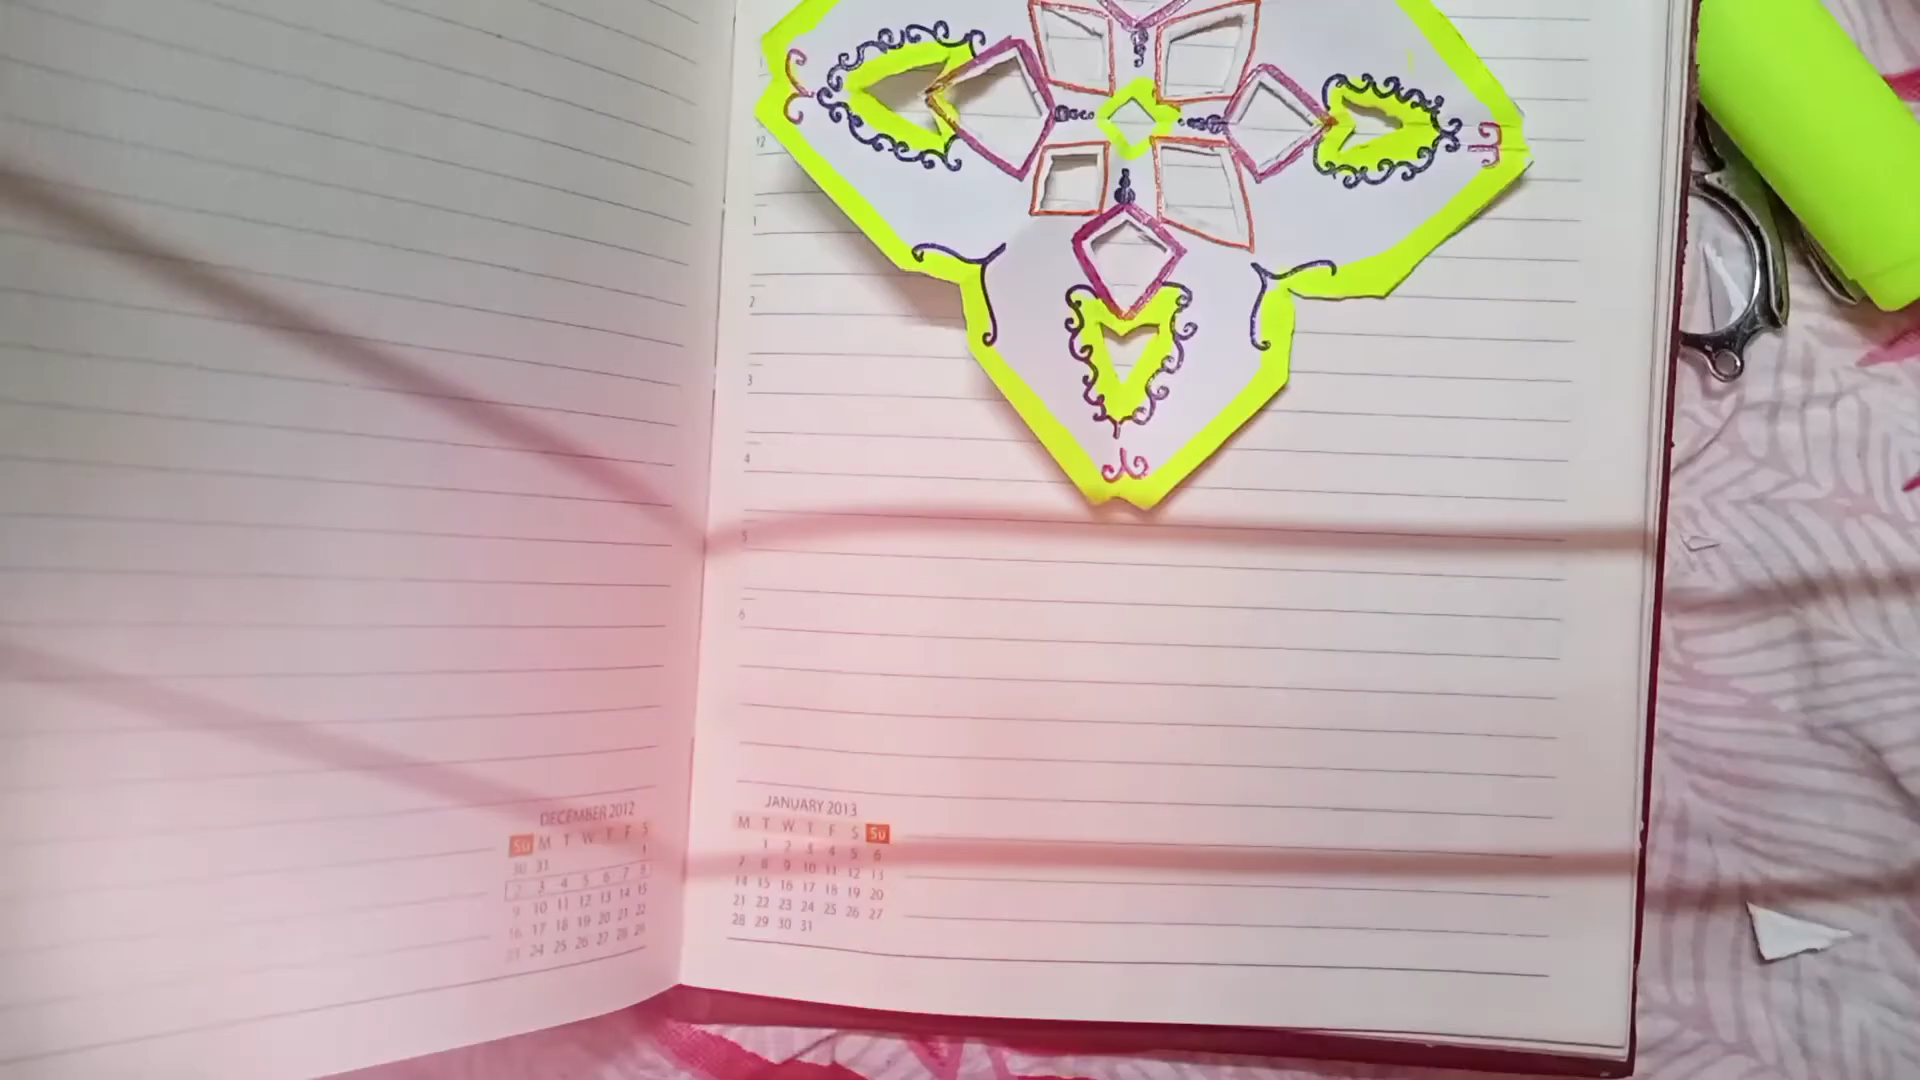 12
1
2
3
4
5
6
DECEMBER 2012
Su M T W T F S
30 31 1
2 3 4 5 6 7 8
9 10 11 12 13 14 15
16 17 18 19 20 21 22
23 24 25 26 27 28 29
JANUARY 2013
M T W T F S Su
1 2 3 4 5 6
7 8 9 10 11 12 13
14 15 16 17 18 19 20
21 22 23 24 25 26 27
28 29 30 31